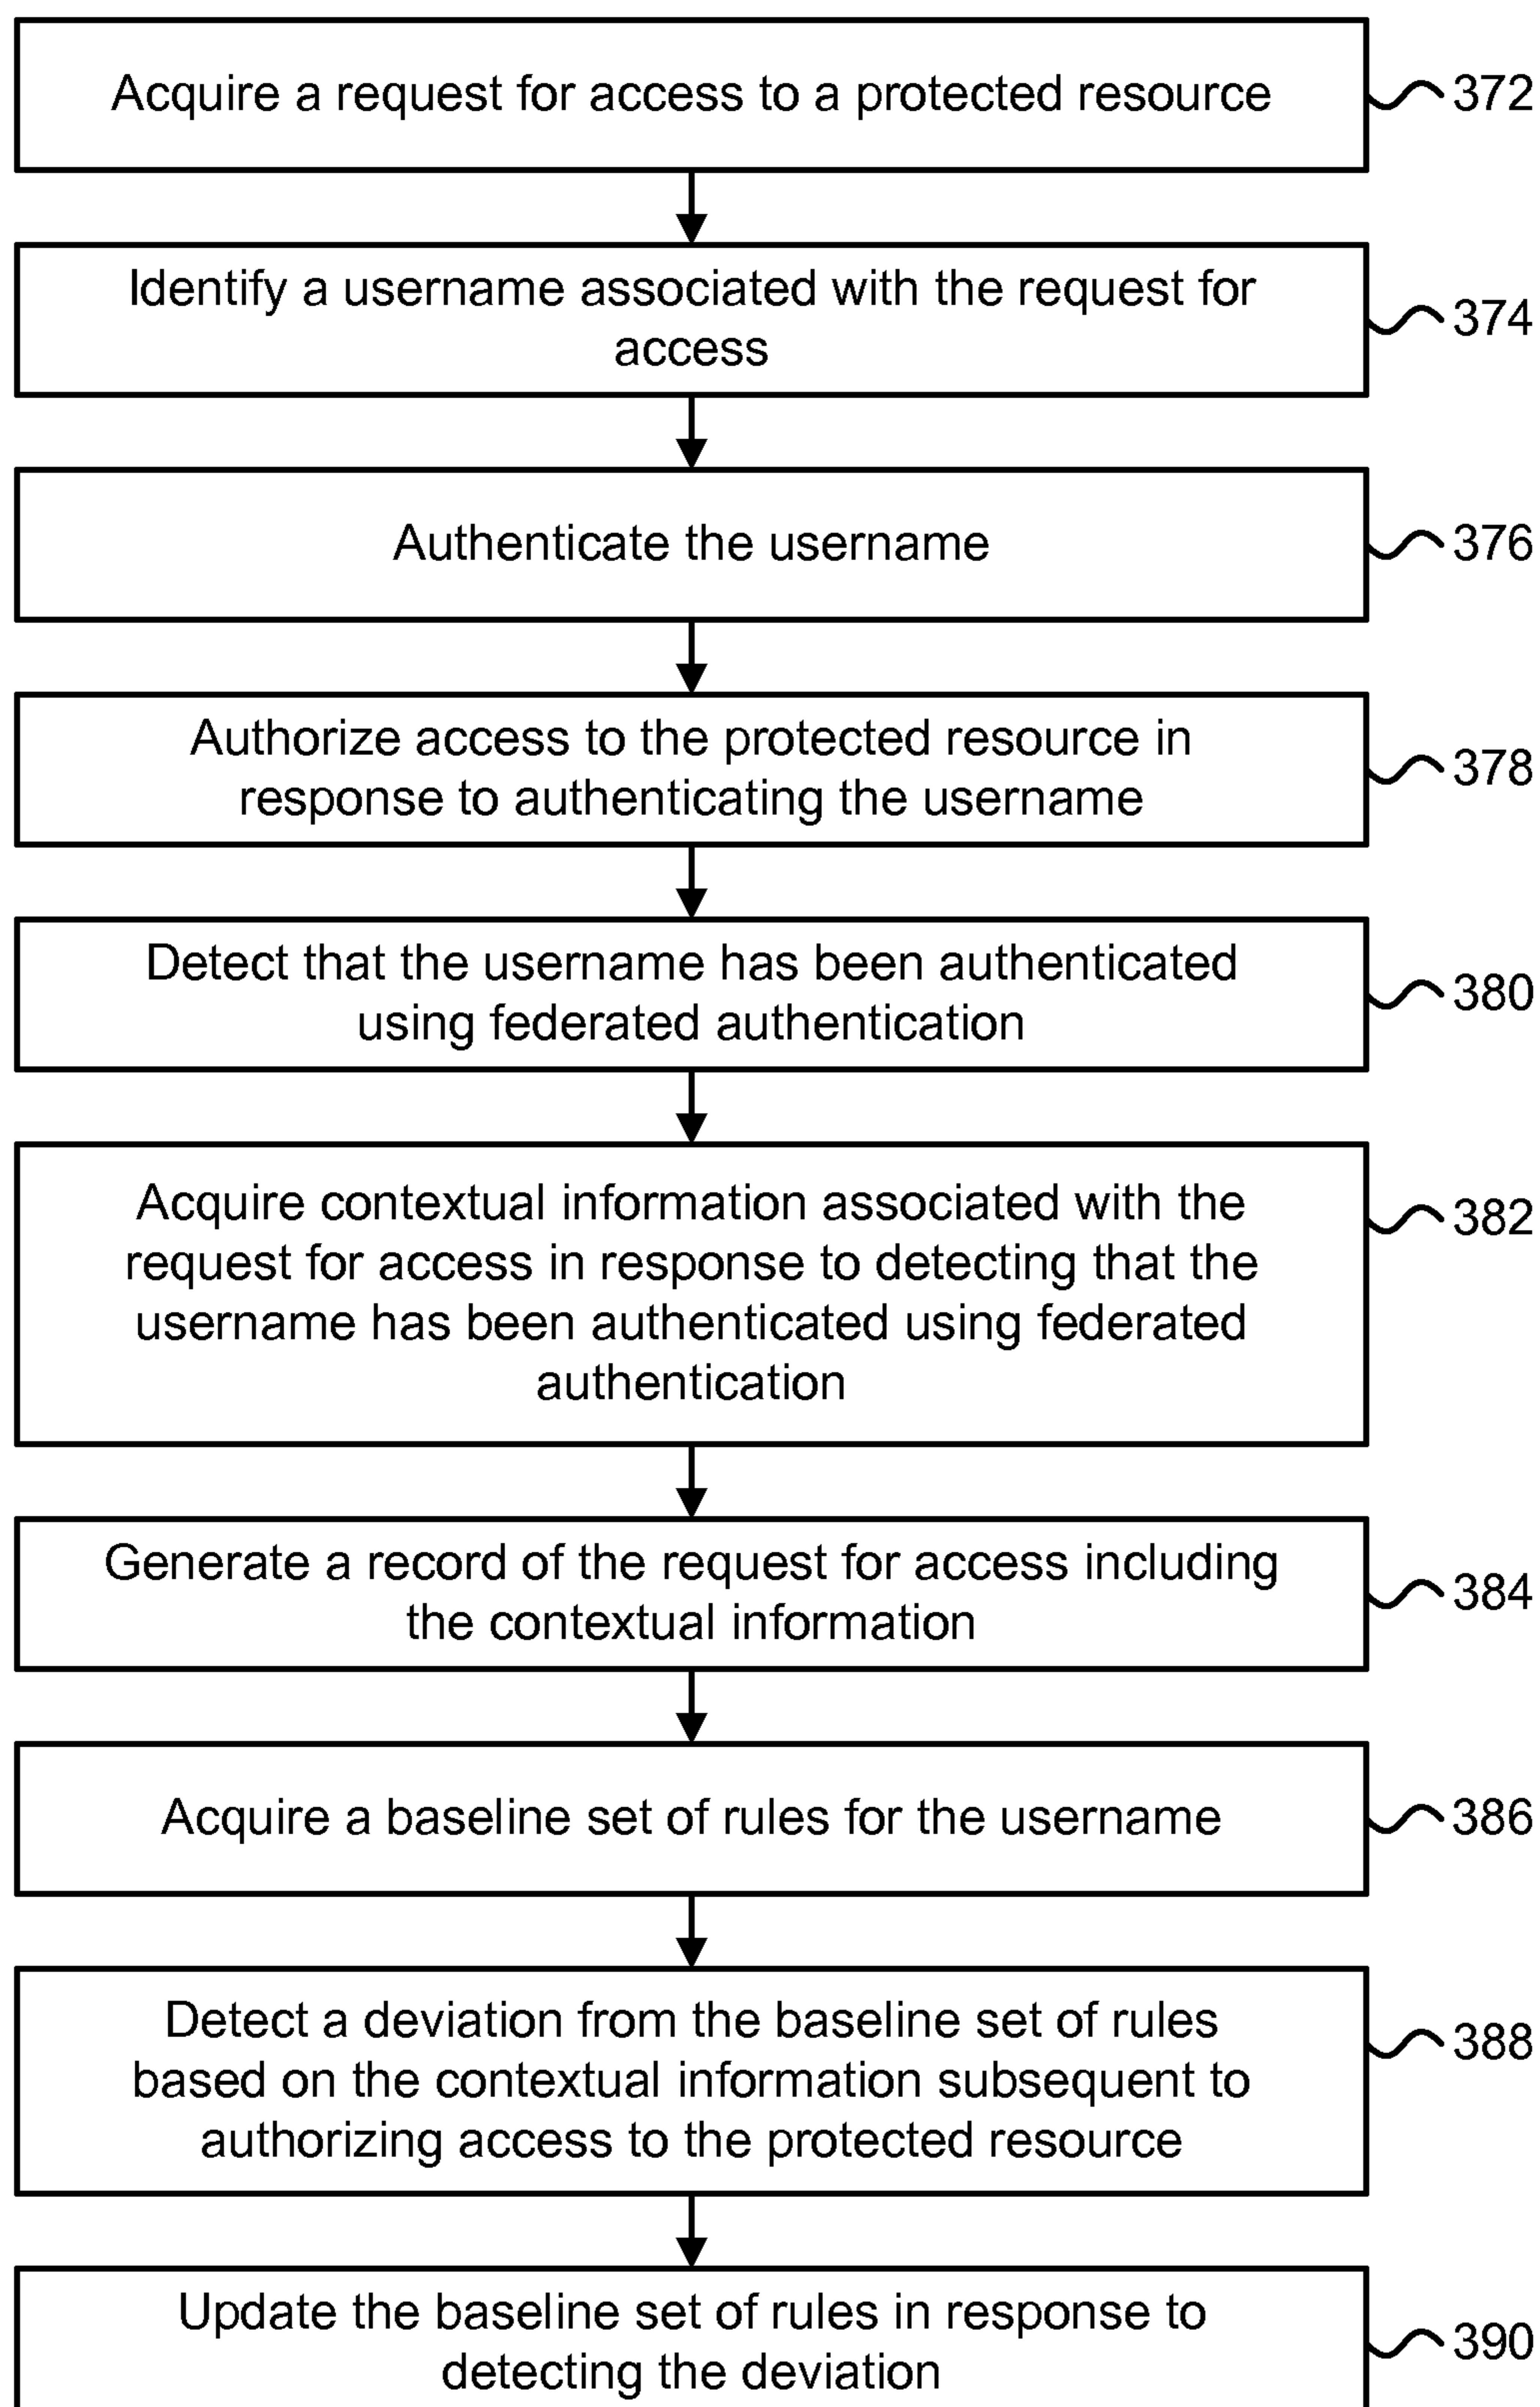 Acquire a request for access to a protected resource
372
Identify a username associated with the request for
access
374
Authenticate the username
376
Authorize access to the protected resource in
response to authenticating the username
378
Detect that the username has been authenticated
using federated authentication
380
Acquire contextual information associated with the
request for access in response to detecting that the
username has been authenticated using federated
authentication
382
Generate a record of the request for access including
the contextual information
384
Acquire a baseline set of rules for the username
386
Detect a deviation from the baseline set of rules
based on the contextual information subsequent to
authorizing access to the protected resource
388
Update the baseline set of rules in response to
detecting the deviation
390